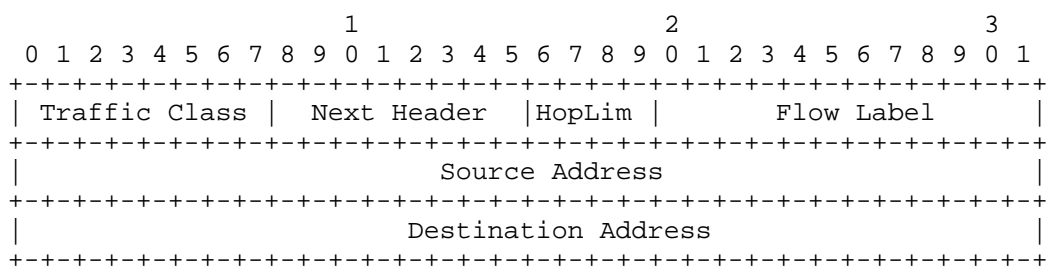 1                   2                   3
 0 1 2 3 4 5 6 7 8 9 0 1 2 3 4 5 6 7 8 9 0 1 2 3 4 5 6 7 8 9 0 1
+-+-+-+-+-+-+-+-+-+-+-+-+-+-+-+-+-+-+-+-+-+-+-+-+-+-+-+-+-+-+-+-+
| Traffic Class |  Next Header  |HopLim |       Flow Label      |
+-+-+-+-+-+-+-+-+-+-+-+-+-+-+-+-+-+-+-+-+-+-+-+-+-+-+-+-+-+-+-+-+
|                         Source Address                        |
+-+-+-+-+-+-+-+-+-+-+-+-+-+-+-+-+-+-+-+-+-+-+-+-+-+-+-+-+-+-+-+-+
|                       Destination Address                     |
+-+-+-+-+-+-+-+-+-+-+-+-+-+-+-+-+-+-+-+-+-+-+-+-+-+-+-+-+-+-+-+-+